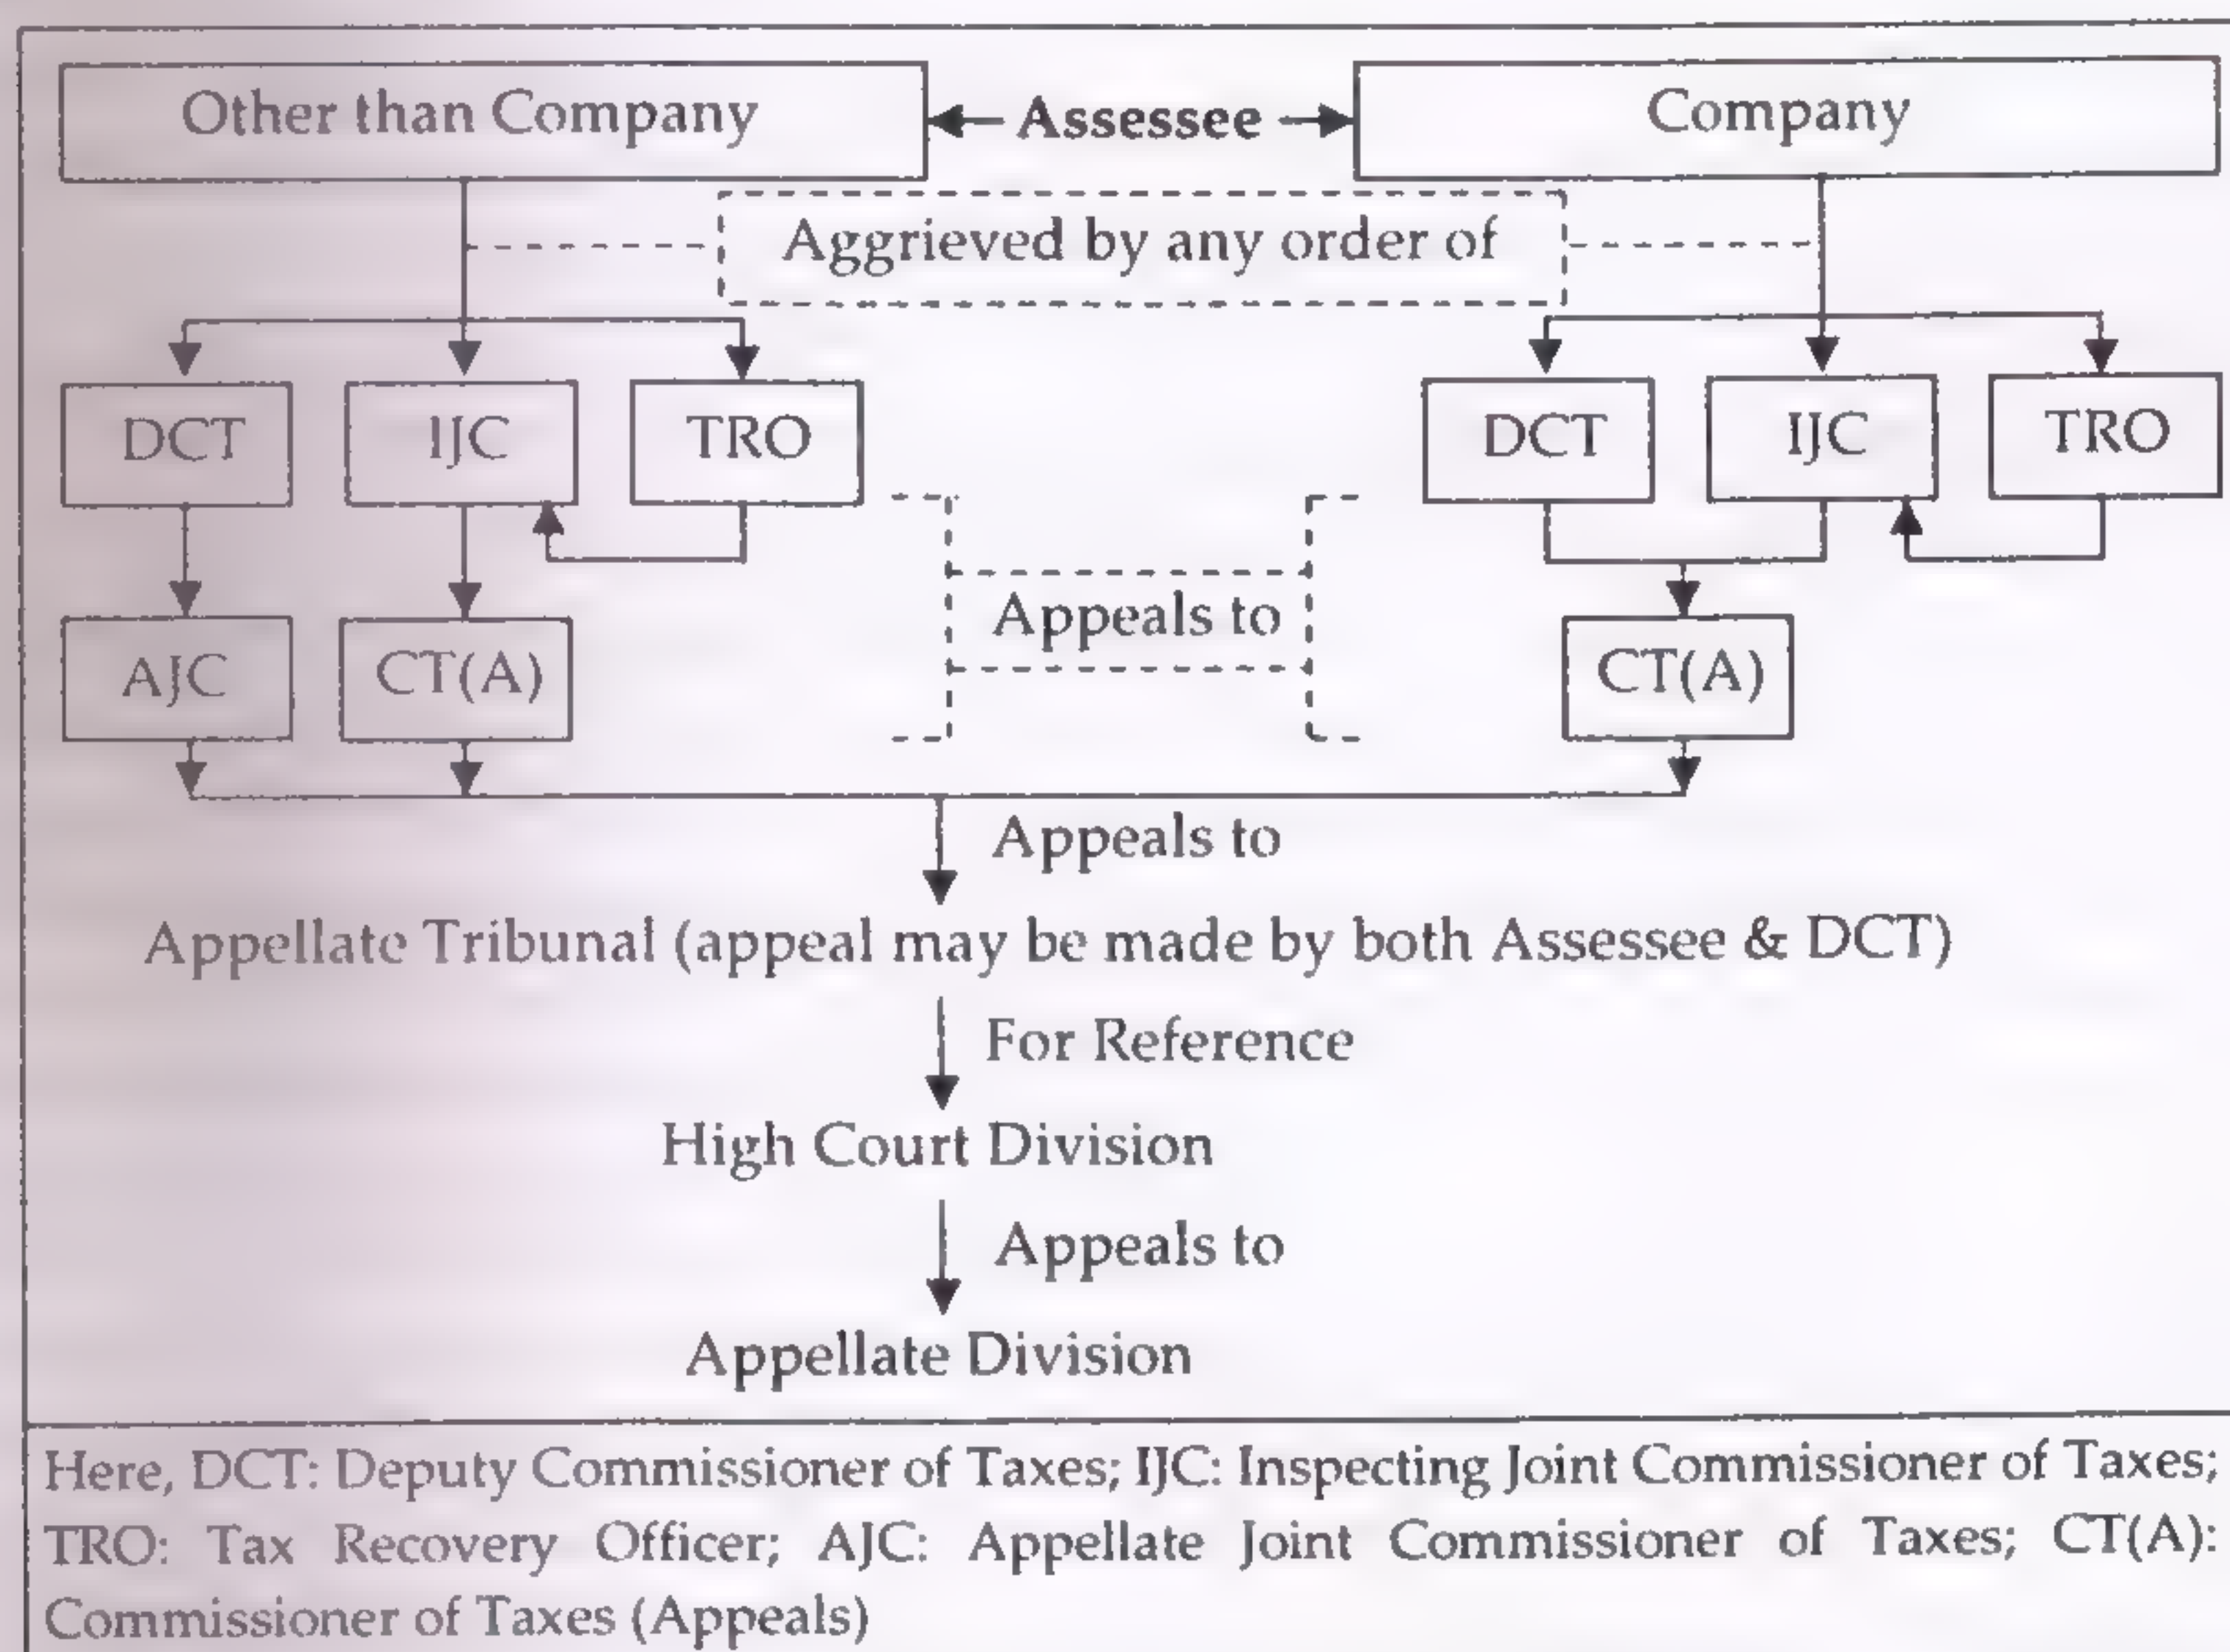 Other than Company
Assessee
Company
Aggrieved by any order of
DCT
IJC
TRO
DCT
IJC
TRO
Appeals to
AJC
CT(A)
CT(A)
Appeals to
Appellate Tribunal (appeal may be made by both Assessee & DCT)
For Reference
High Court Division
Appeals to
Appellate Division
Here, DCT: Deputy Commissioner of Taxes; IJC: Inspecting Joint Commissioner of Taxes;
TRO: Tax Recovery Officer; AJC: Appellate Joint Commissioner of Taxes; CT(A):
Commissioner of Taxes (Appeals)